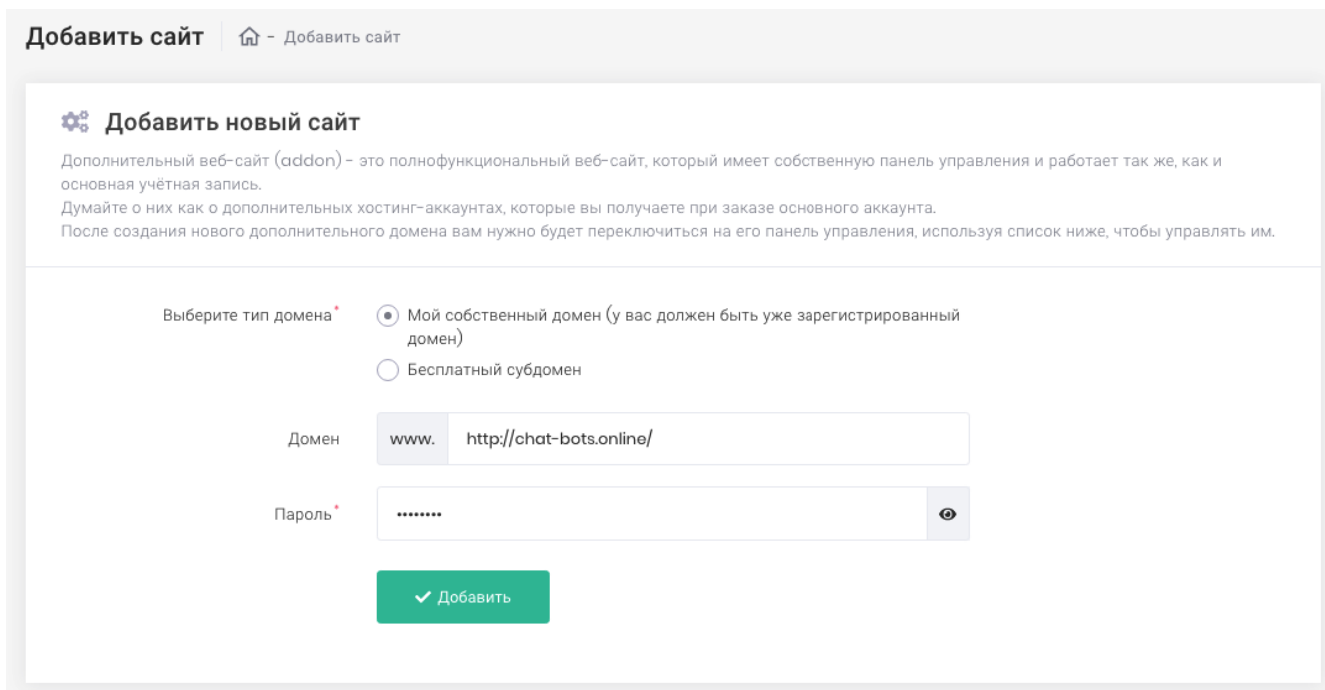 Добавить сайт - Добавить сайт
Добавить новый сайт
Дополнительный веб-сайт (addon) - это полнофункциональный веб-сайт, который имеет собственную панель управления и работает так же, как и
основная учётная запись.
Думайте о них как о дополнительных хостинг-аккаунтах, которые вы получаете при заказе основного аккаунта.
После создания нового дополнительного домена вам нужно будет переключиться на его панель управления, используя список ниже, чтобы управлять им.
Выберите тип домена* Мой собственный домен (у вас должен быть уже зарегистрированный
домен)
Бесплатный субдомен
Домен www. http://chat-bots.online/
Пароль* ••••••••
Добавить